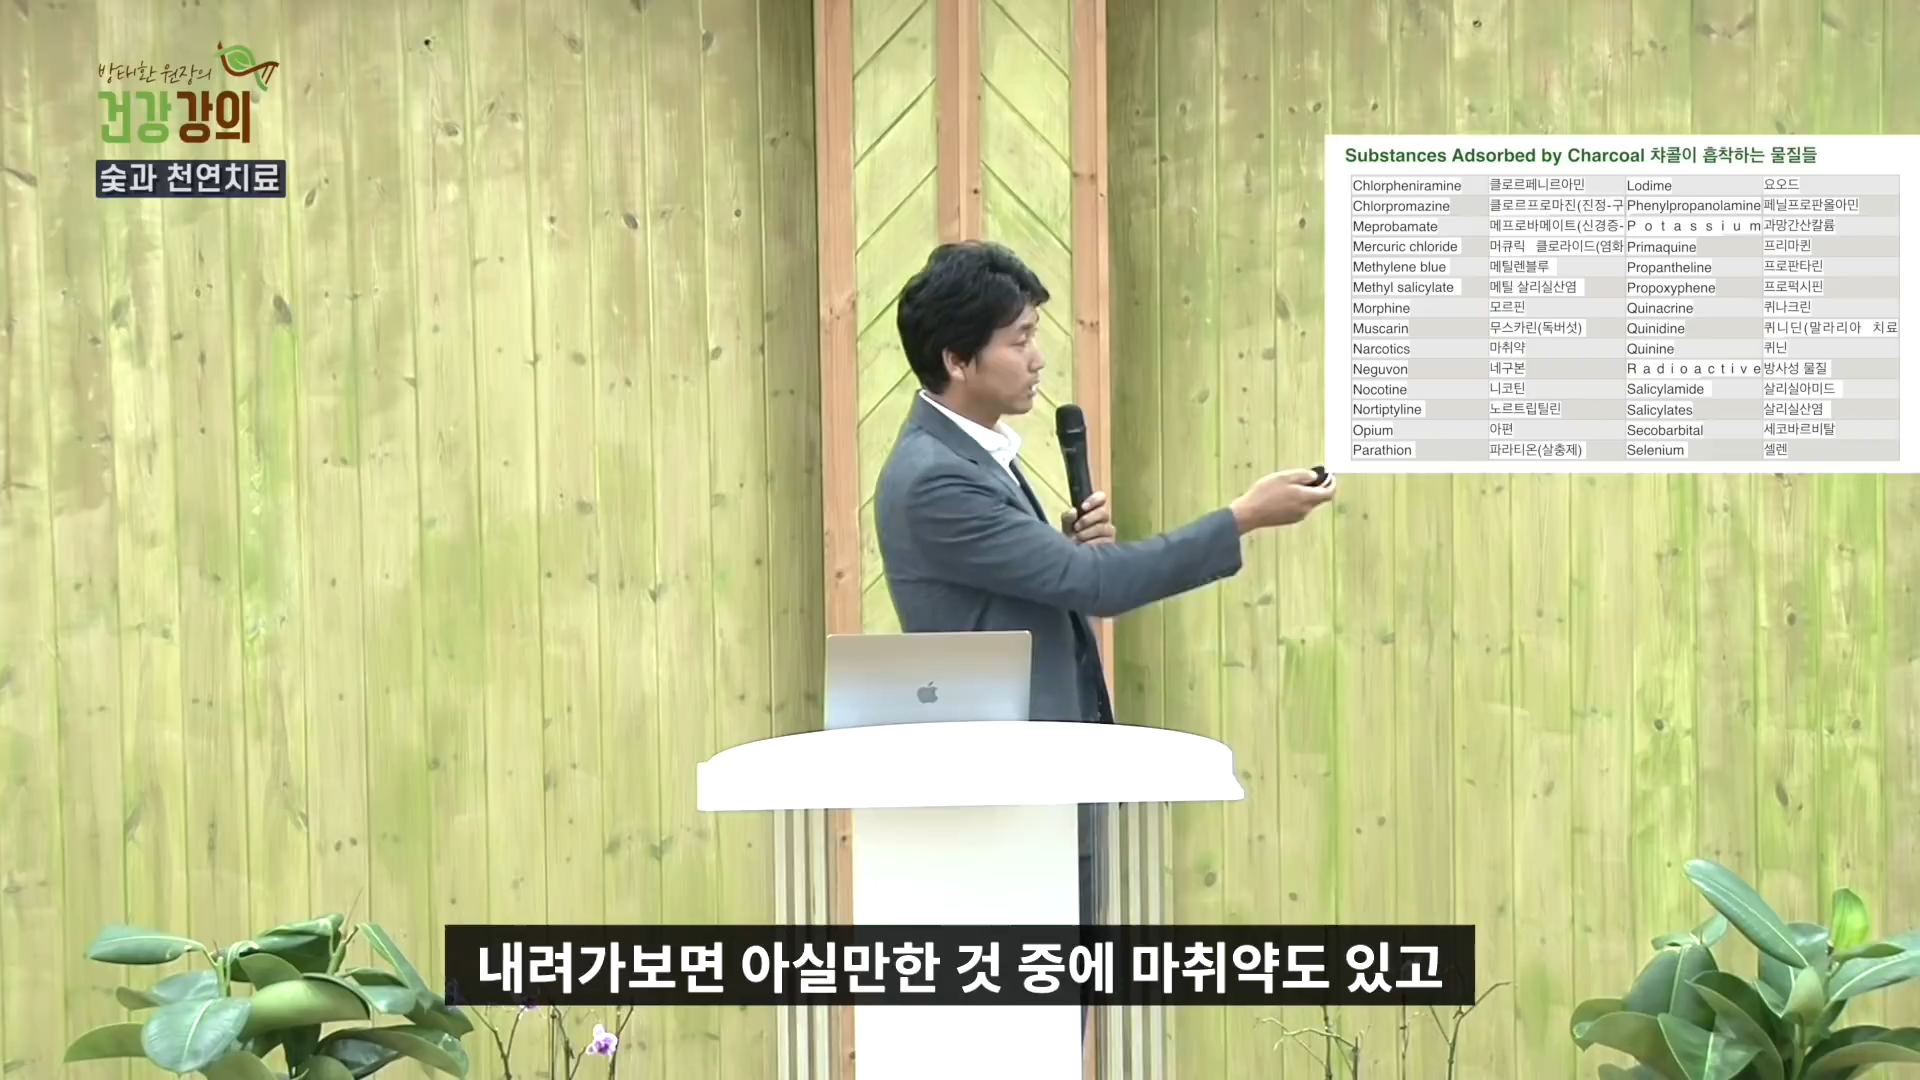 방태환 원장의
건강강의
숯과 천연치료
Substances Adsorbed by Charcoal 챠콜이 흡착하는 물질들
Chlorpheniramine 클로르페니르아민 Lodime 요오드
Chlorpromazine 클로르프로마진(진정-구 Phenylpropanolamine 페닐프로판올아민
Meprobamate 메프로바메이트(신경증- Potassium 과망간산칼륨
Mercuric chloride 머큐릭 클로라이드(염화 Primaquine 프리마퀸
Methylene blue 메틸렌블루 Propantheline 프로판타린
Methyl salicylate 메틸 살리실산염 Propoxyphene 프로퍽시핀
Morphine 모르핀 Quinacrine 퀴나크린
Muscarin 무스카린(독버섯) Quinidine 퀴니딘(말라리아 치료
Narcotics 마취약 Quinine 퀴닌
Neguvon 네구본 Radioactive 방사성 물질
Nocotine 니코틴 Salicylamide 살리실아미드
Nortiptyline 노르트립틸린 Salicylates 살리실산염
Opium 아편 Secobarbital 세코바르비탈
Parathion 파라티온(살충제) Selenium 셀렌
내려가보면 아실만한 것 중에 마취약도 있고